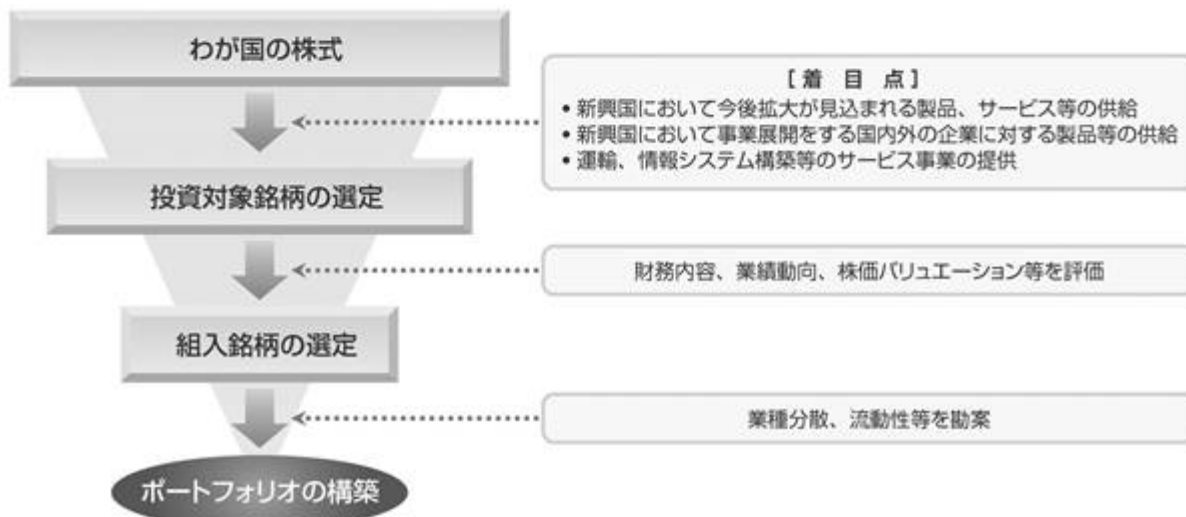 わが国の株式
[着 目 点]
• 新興国において今後拡大が見込まれる製品、サービス等の供給
• 新興国において事業展開をする国内外の企業に対する製品等の供給
• 運輸、情報システム構築等のサービス事業の提供
投資対象銘柄の選定
財務内容、業績動向、株価バリュエーション等を評価
組入銘柄の選定
業種分散、流動性等を勘案
ポートフォリオの構築